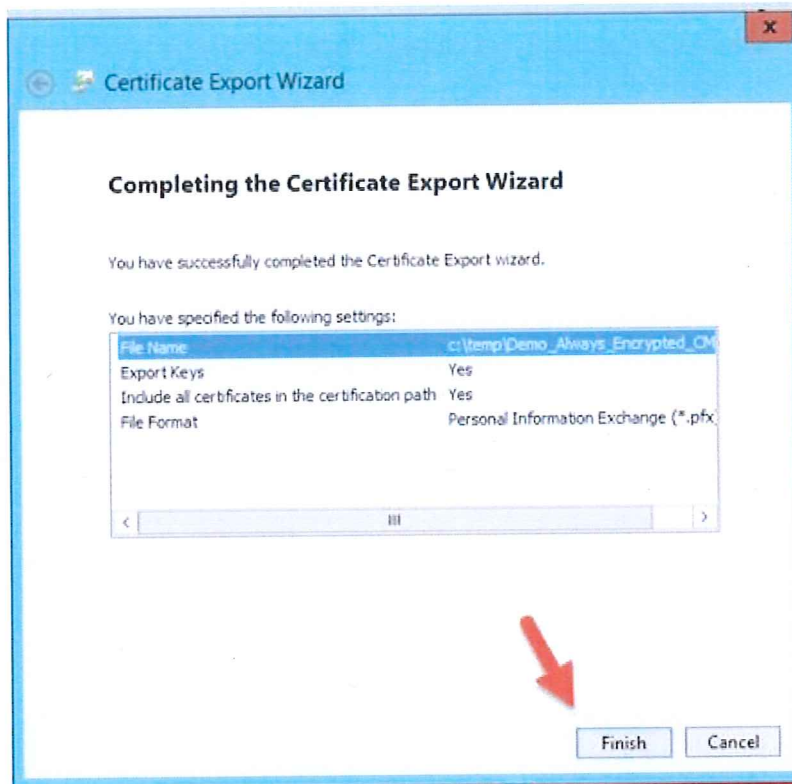 x
Certificate Export Wizard
Completing the Certificate Export Wizard
You have successfully completed the Certificate Export wizard.
You have specified the following settings:
File Name c:\temp\Demo_Always_Encrypted_CM
Export Keys Yes
Include all certificates in the certification path Yes
File Format Personal Information Exchange (*.pfx
Finish Cancel